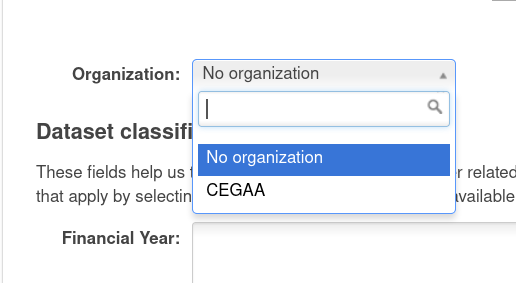 Organization: No organization
No organization
Dataset classifi
CEGAA
These fields help us related
that apply by selectin available
Financial Year: